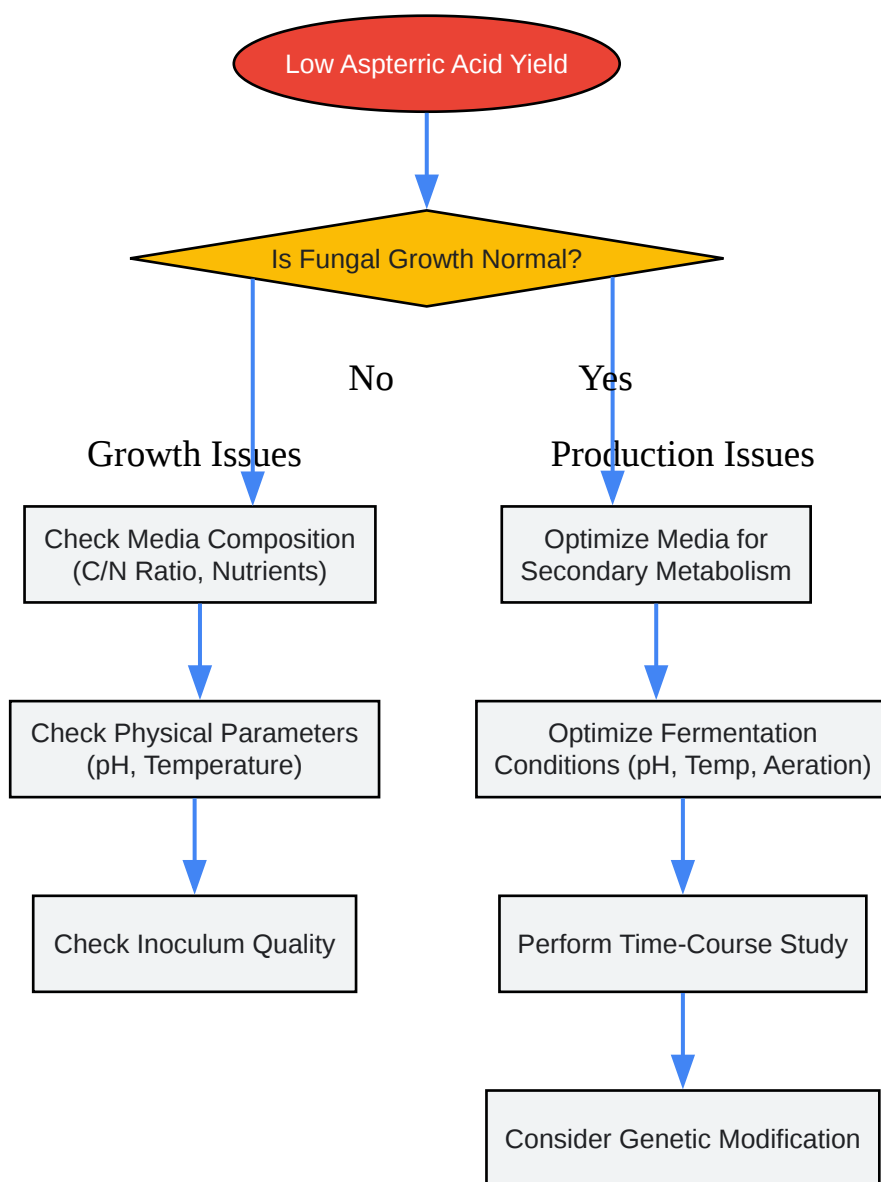 Low Aspterric Acid Yield
Is Fungal Growth Normal?
No
Yes
Growth Issues
Production Issues
Check Media Composition
(C/N Ratio, Nutrients)
Optimize Media for
Secondary Metabolism
Check Physical Parameters
(pH, Temperature)
Optimize Fermentation
Conditions (pH, Temp, Aeration)
Check Inoculum Quality
Perform Time-Course Study
Consider Genetic Modification